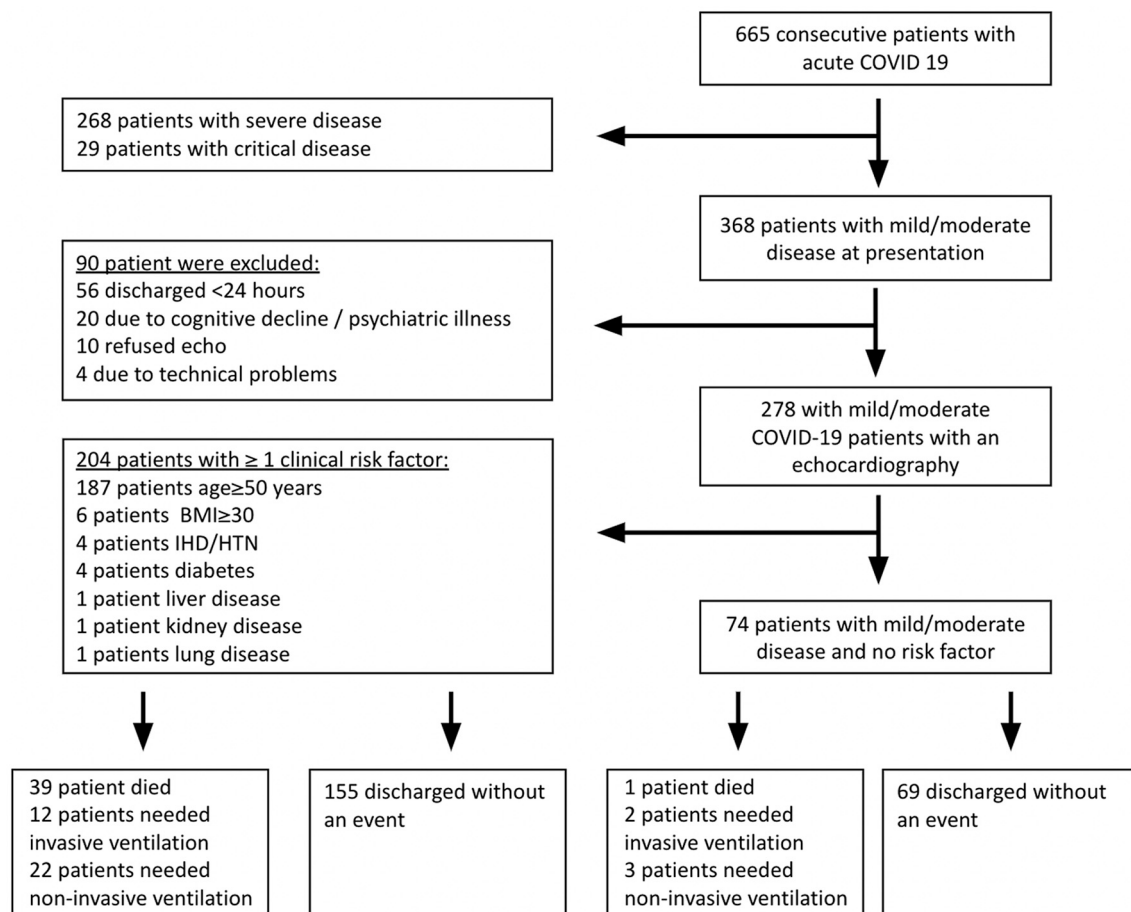 665 consecutive patients with
acute COVID 19
268 patients with severe disease
29 patients with critical disease
368 patients with mild/moderate
disease at presentation
90 patient were excluded:
56 discharged <24 hours
20 due to cognitive decline / psychiatric illness
10 refused echo
4 due to technical problems
278 with mild/moderate
COVID-19 patients with an
echocardiography
204 patients with ≥ 1 clinical risk factor:
187 patients age≥50 years
6 patients  BMI≥30
4 patients IHD/HTN
4 patients diabetes
1 patient liver disease
1 patient kidney disease
1 patients lung disease
74 patients with mild/moderate
disease and no risk factor
39 patient died
12 patients needed
invasive ventilation
22 patients needed
non-invasive ventilation
155 discharged without
an event
1 patient died
2 patients needed
invasive ventilation
3 patients needed
non-invasive ventilation
69 discharged without
an event